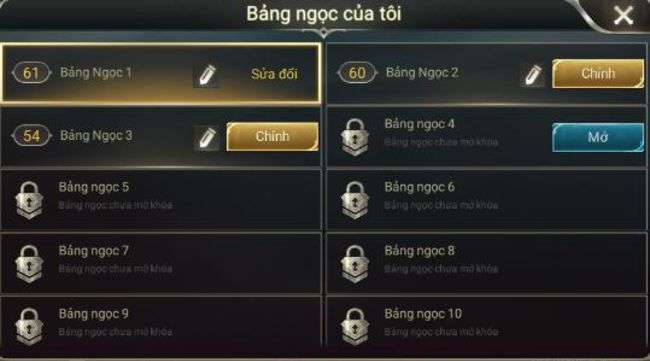 Bảng ngọc của tôi
61 Bảng Ngọc 1 Sửa đổi
60 Bảng Ngọc 2 Chính
54 Bảng Ngọc 3 Chính
Bảng ngọc 4
Bảng ngọc chưa mở khóa
Mở
Bảng ngọc 5
Bảng ngọc chưa mở khóa
Bảng ngọc 6
Bảng ngọc chưa mở khóa
Bảng ngọc 7
Bảng ngọc chưa mở khóa
Bảng ngọc 8
Bảng ngọc chưa mở khóa
Bảng ngọc 9
Bảng ngọc chưa mở khóa
Bảng ngọc 10
Bảng ngọc chưa mở khóa